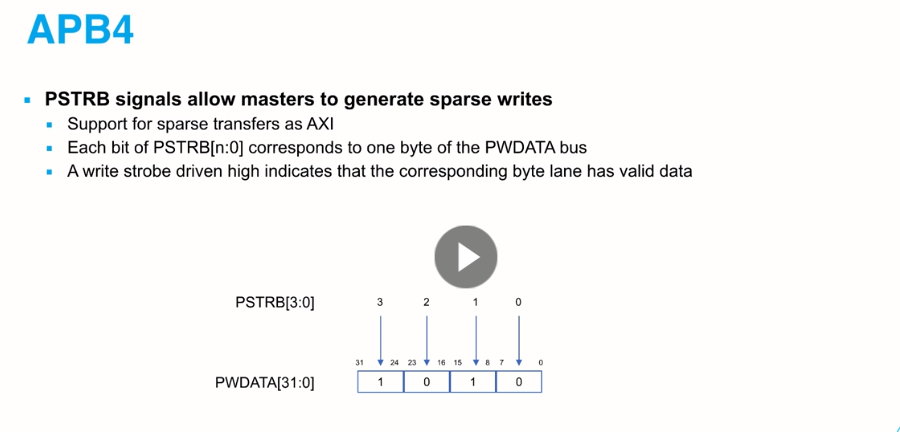 APB4
PSTRB signals allow masters to generate sparse writes
Support for sparse transfers as AXI
Each bit of PSTRB[n:0] corresponds to one byte of the PWDATA bus
A write strobe driven high indicates that the corresponding byte lane has valid data
PSTRB[3:0] 3 2 1 0
31 24 23 16 15 8 7 0
PWDATA[31:0] 1 0 1 0